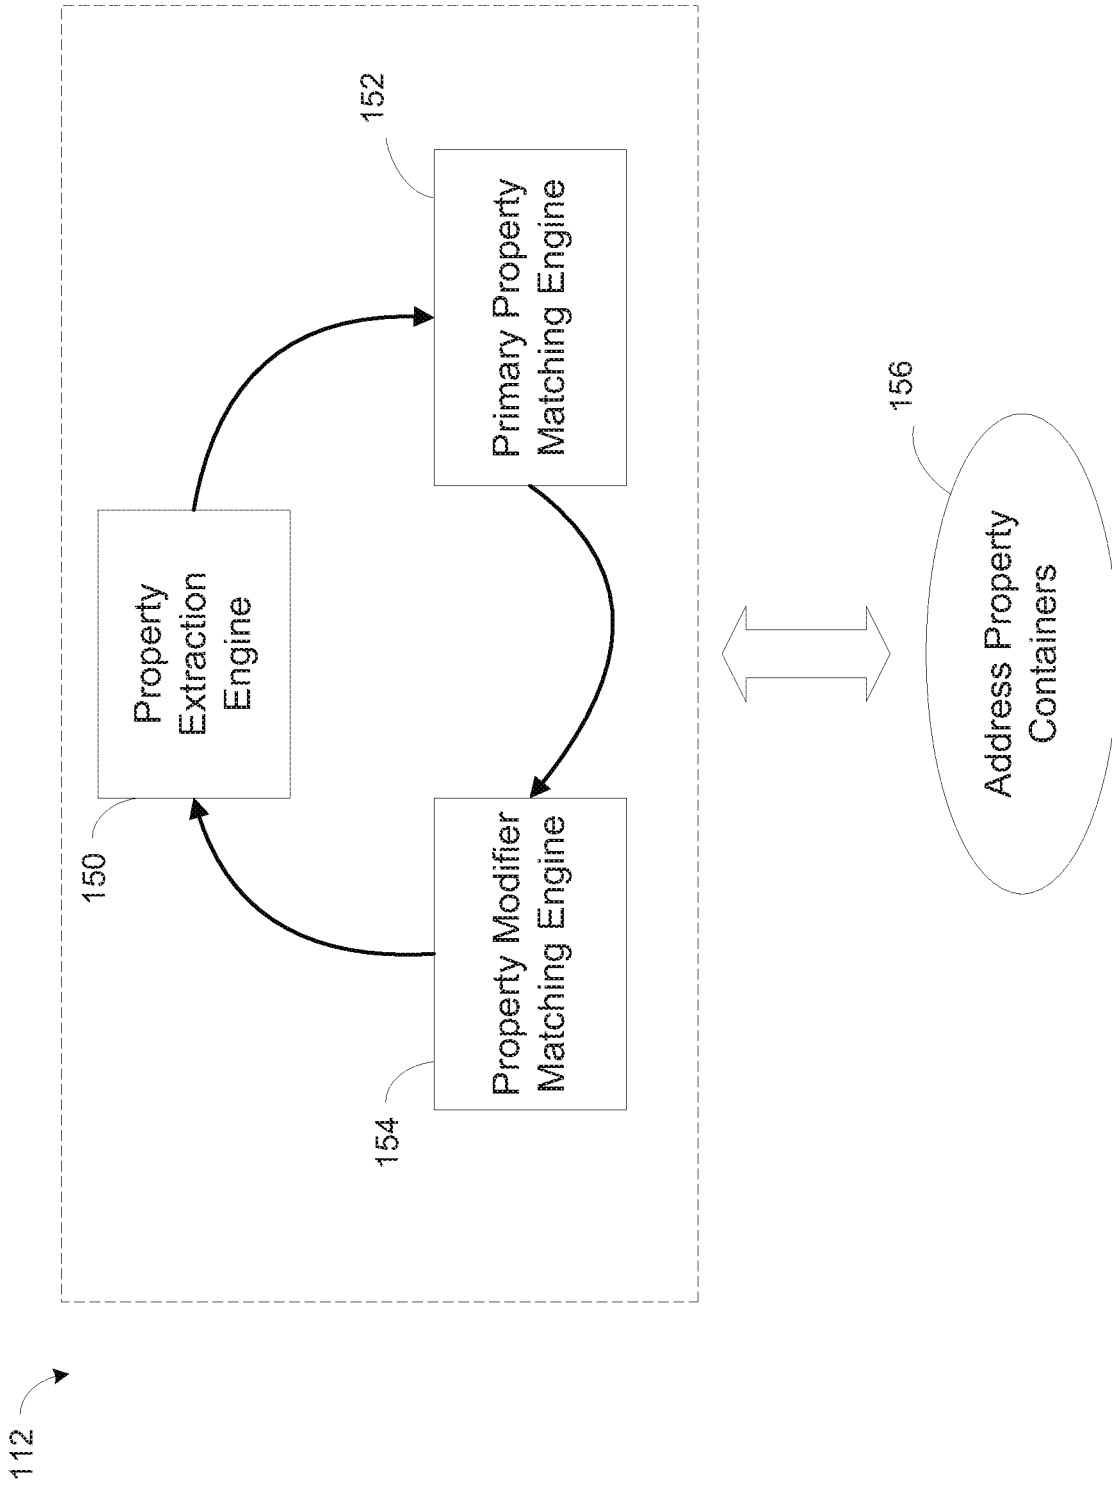 112
150
Property
Extraction
Engine
152
Primary Property
Matching Engine
154
Property Modifier
Matching Engine
156
Address Property
Containers